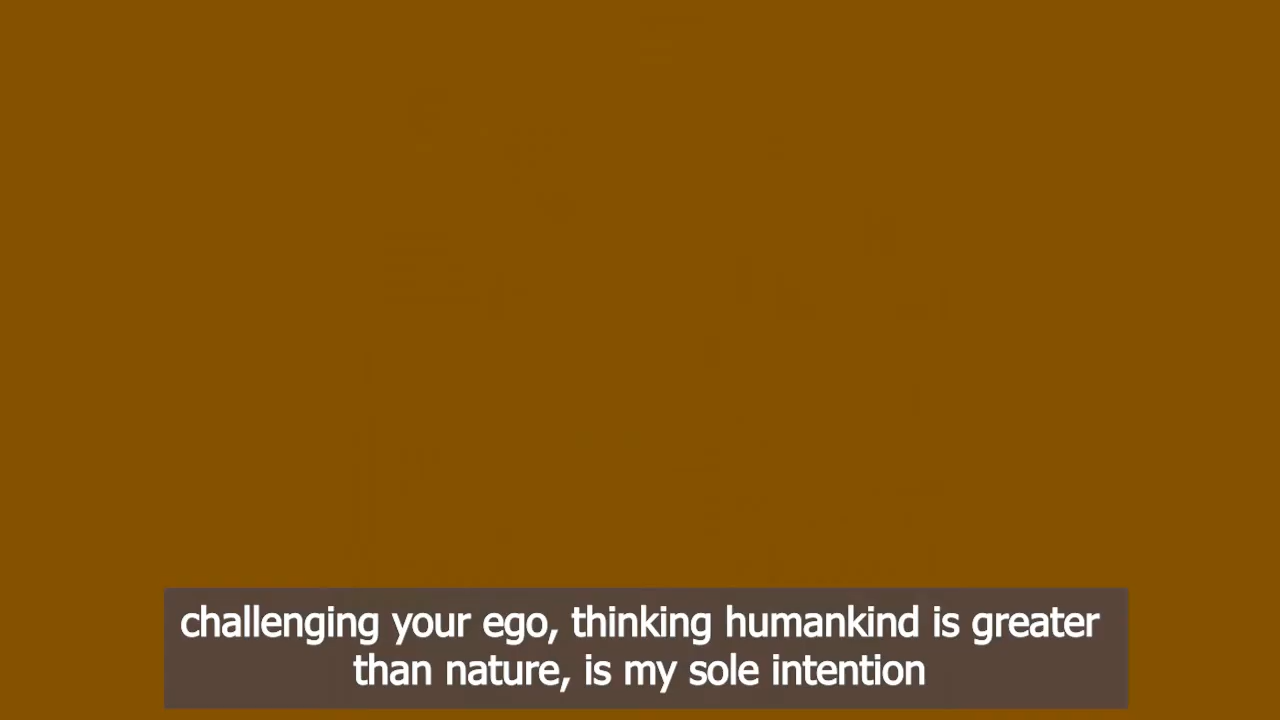 challenging your ego, thinking humankind is greater
than nature, is my sole intention